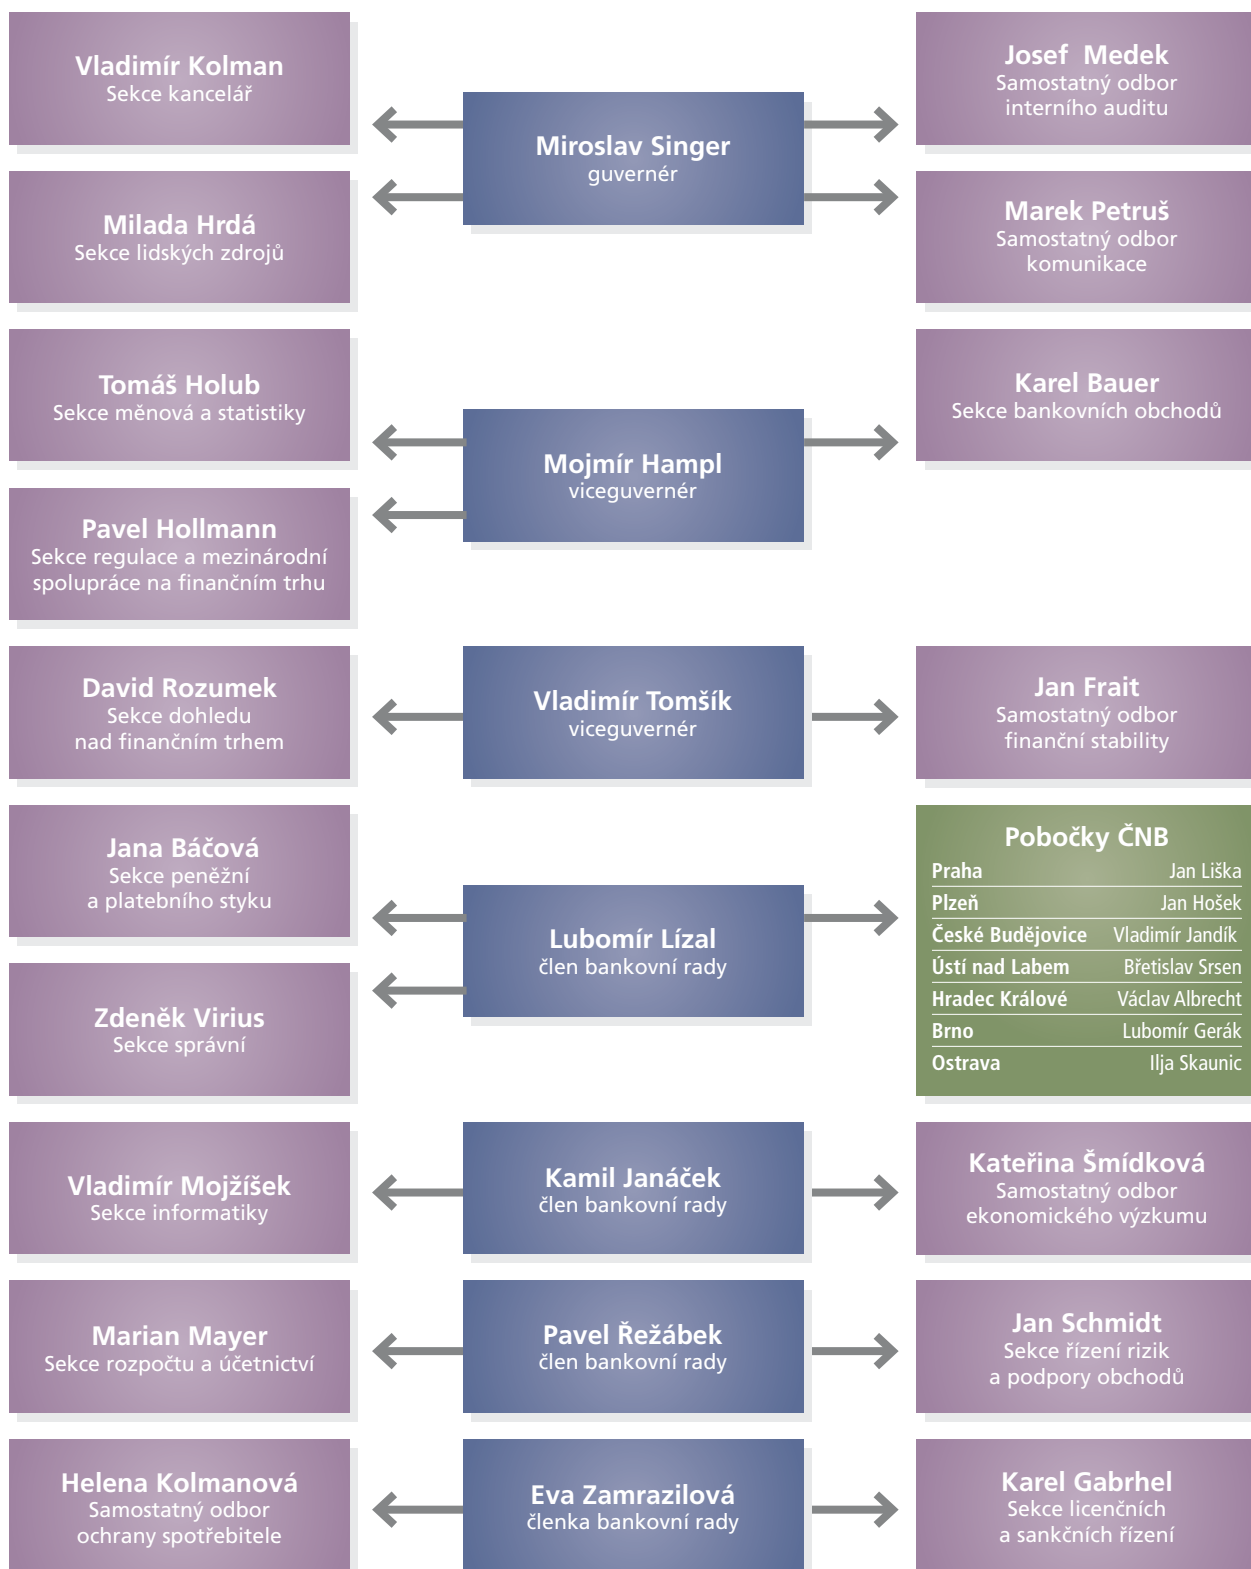 Vladimír Kolman
Sekce kancelář
Miroslav Singer
guvernér
Josef Medek
Samostatný odbor
interního auditu
Milada Hrdá
Sekce lidských zdrojů
Marek Petruš
Samostatný odbor
komunikace
Tomáš Holub
Sekce měnová a statistiky
Mojmír Hampl
viceguvernér
Karel Bauer
Sekce bankovních obchodů
Pavel Hollmann
Sekce regulace a mezinárodní
spolupráce na finančním trhu
David Rozumek
Sekce dohledu
nad finančním trhem
Vladimír Tomšík
viceguvernér
Jan Frait
Samostatný odbor
finanční stability
Jana Báčová
Sekce peněžní
a platebního styku
Lubomír Lízal
člen bankovní rady
Pobočky ČNB
Praha Jan Liška
Plzeň Jan Hošek
České Budějovice Vladimír Jandík
Ústí nad Labem Břetislav Srsen
Hradec Králové Václav Albrecht
Brno Lubomír Gerák
Ostrava Ilja Skaunic
Zdeněk Virius
Sekce správní
Vladimír Mojžíšek
Sekce informatiky
Kamil Janáček
člen bankovní rady
Kateřina Šmídková
Samostatný odbor
ekonomického výzkumu
Marian Mayer
Sekce rozpočtu a účetnictví
Pavel Řežábek
člen bankovní rady
Jan Schmidt
Sekce řízení rizik
a podpory obchodů
Helena Kolmanová
Samostatný odbor
ochrany spotřebitele
Eva Zamrazilová
členka bankovní rady
Karel Gabrhel
Sekce licenčních
a sankčních řízení